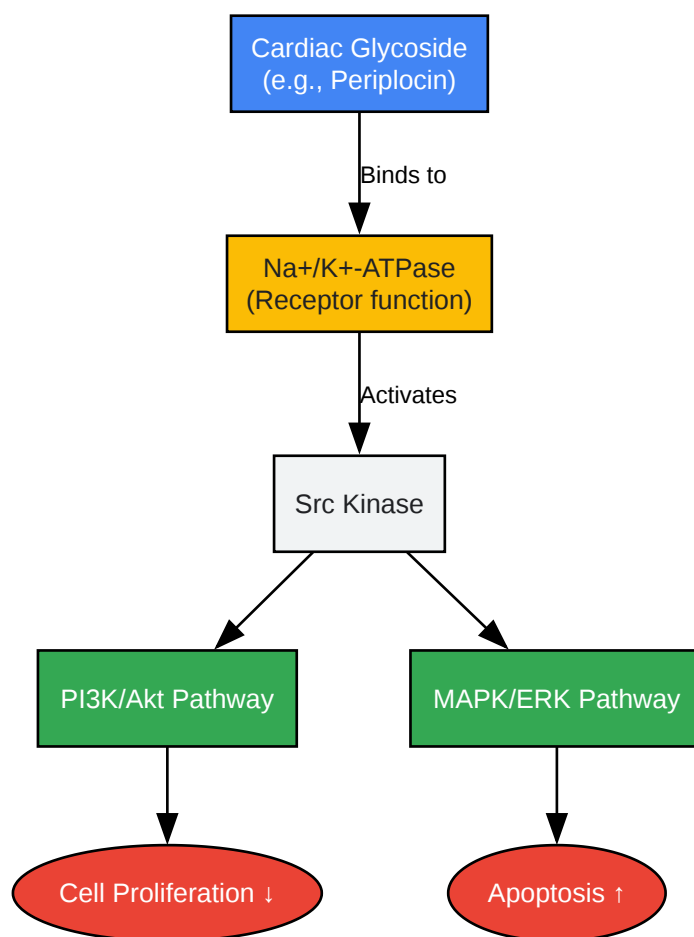 Cardiac Glycoside
(e.g., Periplocin)
Binds to
Na+/K+-ATPase
(Receptor function)
Activates
Src Kinase
PI3K/Akt Pathway
MAPK/ERK Pathway
Cell Proliferation ↓
Apoptosis ↑